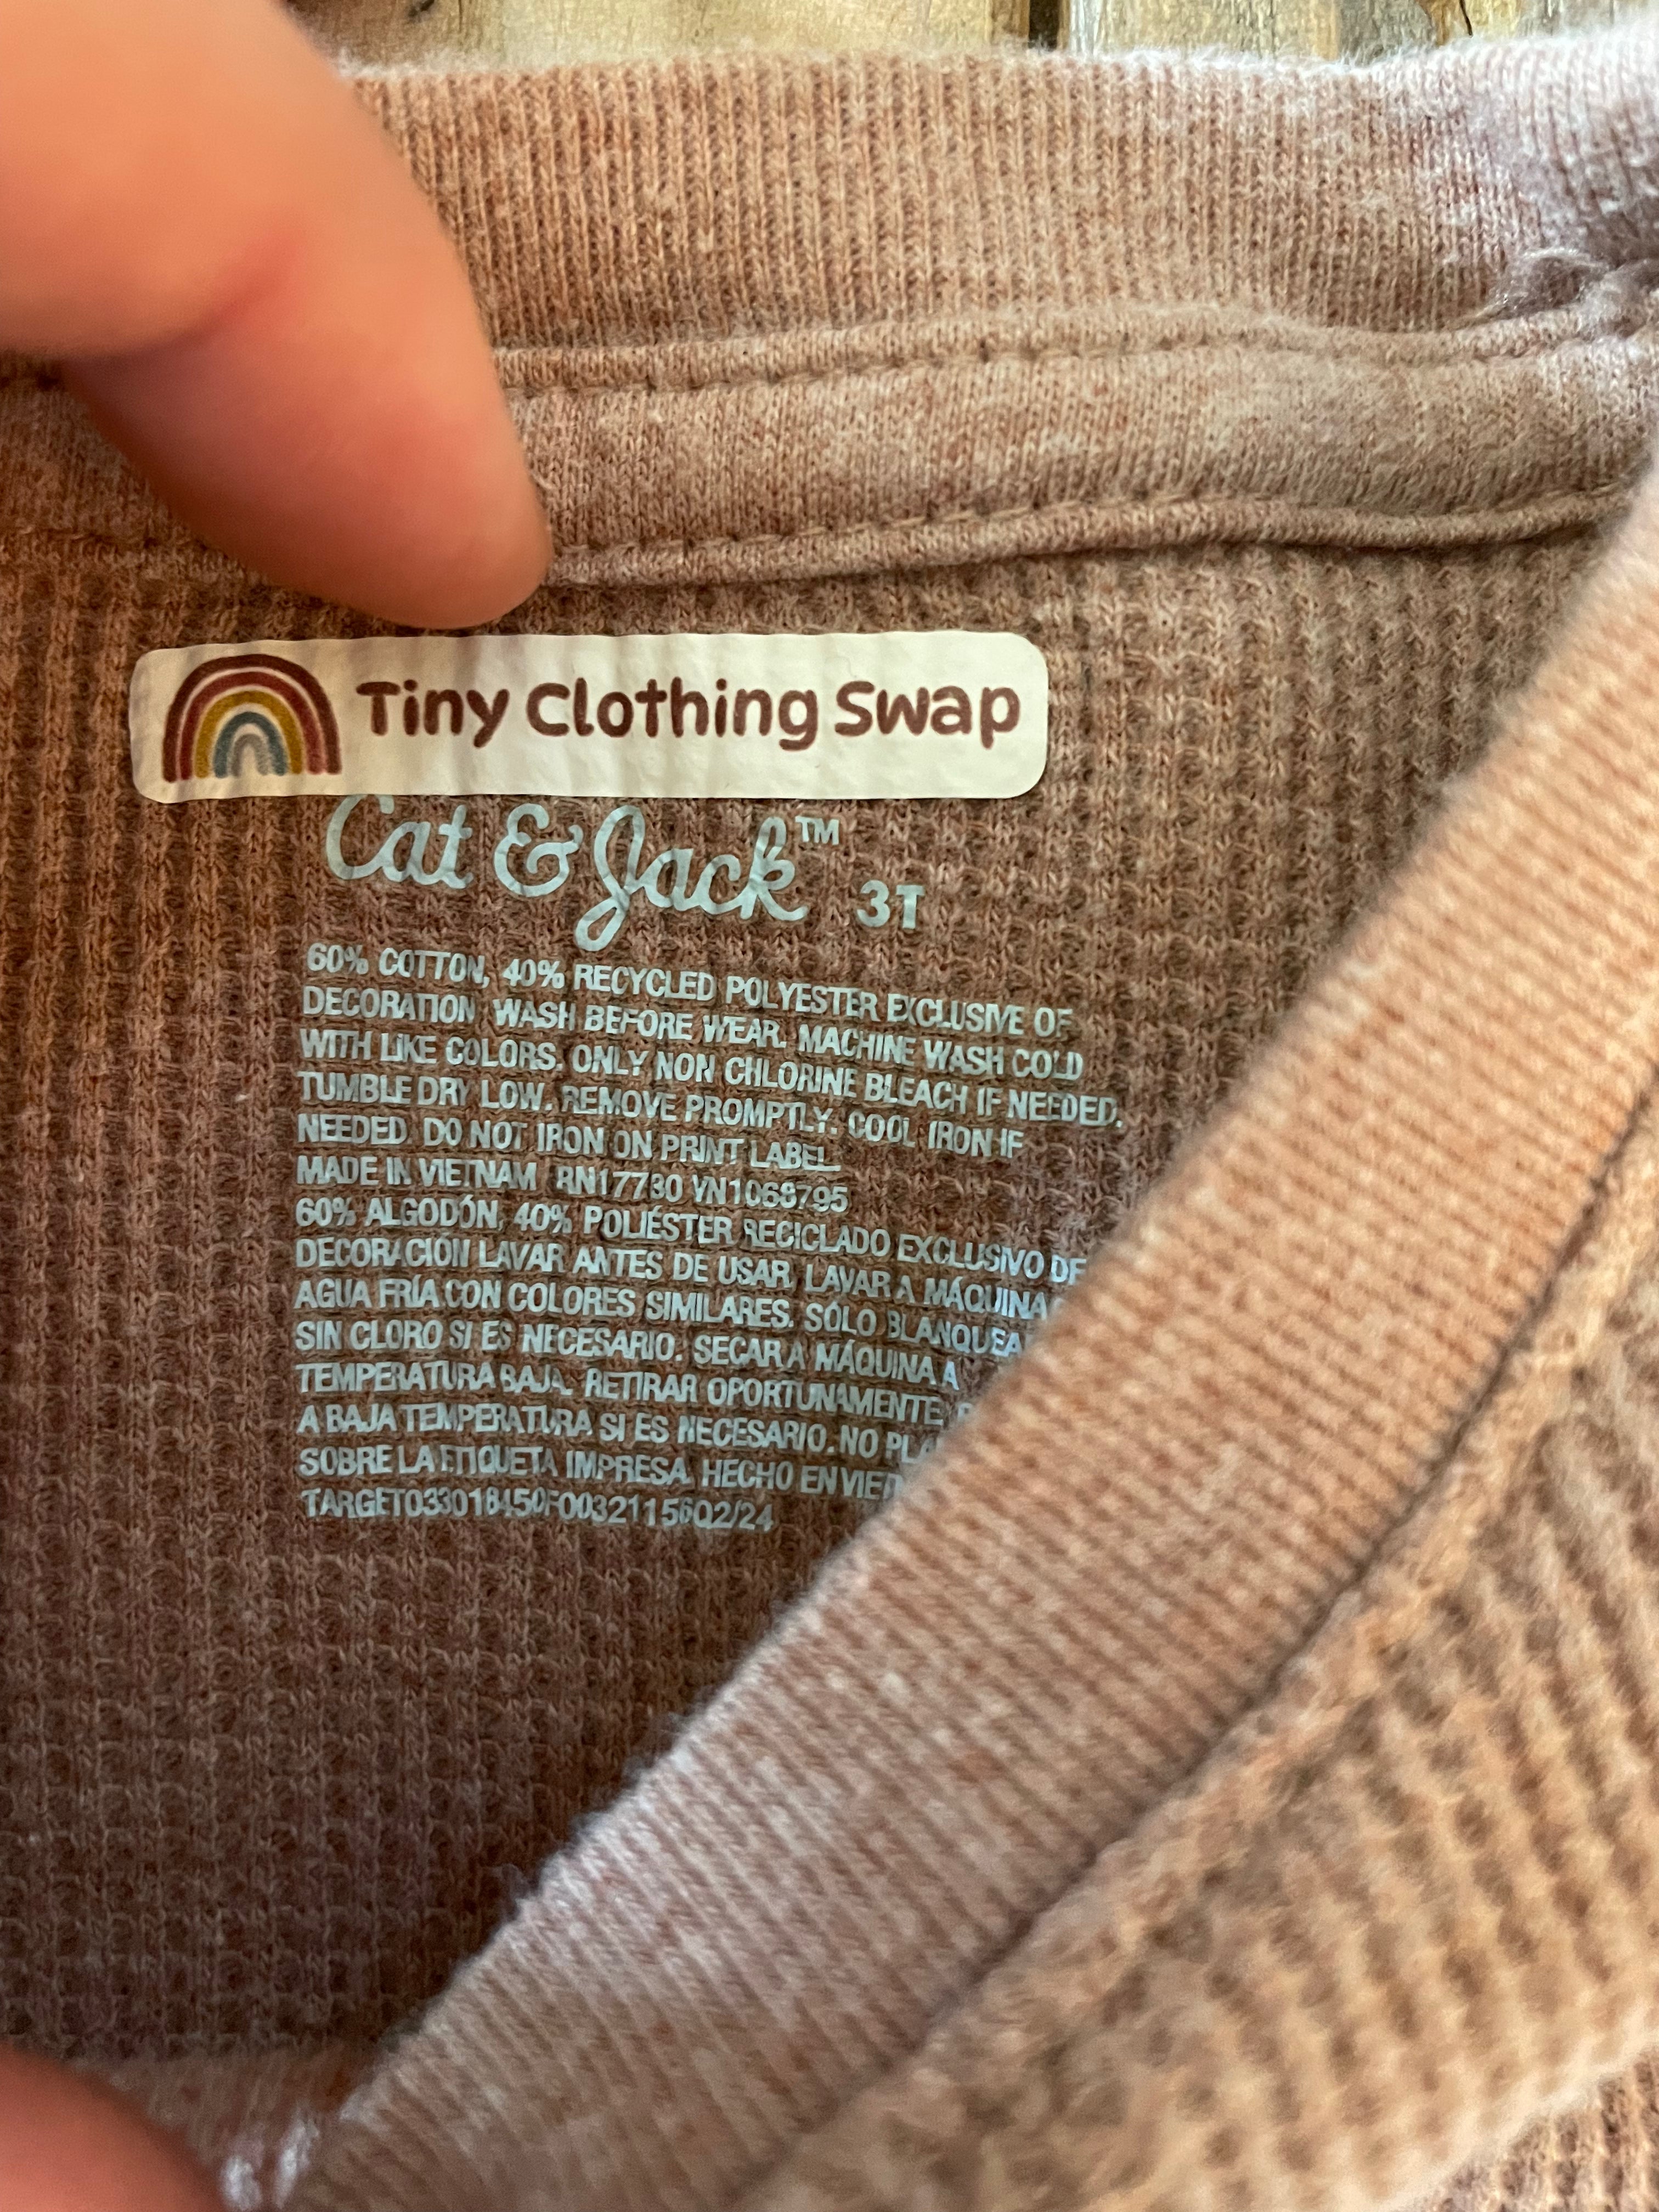 Tiny Clothing Swap
Cat & Jack™ 3T
60% COTTON, 40% RECYCLED POLYESTER EXCLUSIVE OF
DECORATION WASH BEFORE WEAR. MACHINE WASH COLD
WITH LIKE COLORS. ONLY NON CHLORINE BLEACH IF NEEDED.
TUMBLE DRY LOW. REMOVE PROMPTLY. COOL IRON IF
NEEDED. DO NOT IRON ON PRINT LABEL.
MADE IN VIETNAM RN17730 VN1068795
60% ALGODÓN, 40% POLIÉSTER RECICLADO EXCLUSIVO DE
DECORACIÓN LAVAR ANTES DE USAR. LAVAR A MÁQUINA
AGUA FRÍA CON COLORES SIMILARES. SÓLO
SIN CLORO SI ES NECESARIO. SECAR A MÁQUINA A
TEMPERATURA BAJA. RETIRAR OPORTUNAMENTE.
A BAJA TEMPERATURA SI ES NECESARIO. NO
SOBRE LA ETIQUETA IMPRESA. HECHO EN